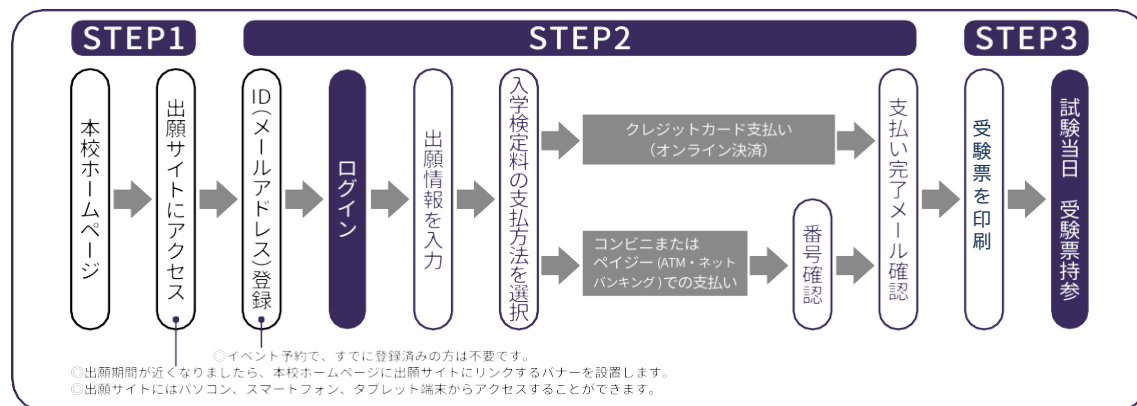 STEP1
STEP2
STEP3
本校ホームページ
出願サイトにアクセス
ID(メールアドレス)登録
ログイン
出願情報を入力
入学検定料の支払方法を選択
クレジットカード支払い
(オンライン決済)
コンビニまたは
ペイジー(ATM・ネット
バンキング)での支払い
番号確認
支払い完了メール確認
受験票を印刷
試験当日　受験票持参
◎イベント予約で、すでに登録済みの方は不要です。
◎出願期間が近くなりましたら、本校ホームページに出願サイトにリンクするバナーを設置します。
◎出願サイトにはパソコン、スマートフォン、タブレット端末からアクセスすることができます。